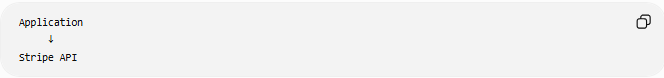 Application
↓
Stripe API